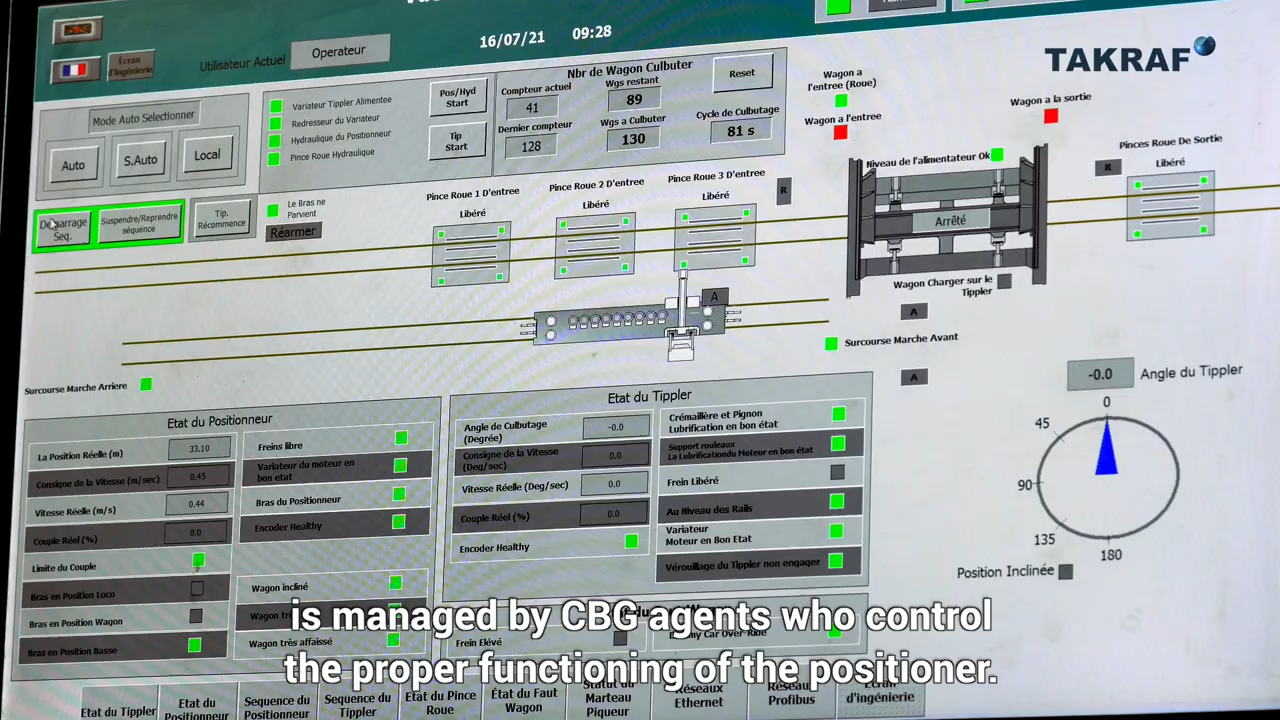 Ecran
d'Ingénierie
Utilisateur Actuel
Operateur
16/07/21
09:28
TAKRAF
Mode Auto Selectionner
Auto
S.Auto
Local
Démarrage
Seq.
Suspendre/Reprendre
séquence
Tip.
Récommence
Variateur Tippler Alimentee
Redresseur du Variateur
Hydraulique du Positionneur
Pince Roue Hydraulique
Pos/Hyd
Start
Tip
Start
Le Bras ne
Parvient
Réarmer
Nbr de Wagon Culbuter
Compteur actuel
41
Wgs restant
89
Reset
Dernier compteur
128
Wgs a Culbuter
130
Cycle de Culbutage
81 s
Wagon a
l'entree (Roue)
Wagon a l'entree
Wagon a la sortie
Pince Roue 1 D'entree
Libéré
Pince Roue 2 D'entree
Libéré
Pince Roue 3 D'entree
Libéré
R
Niveau de l'alimentateur Ok
Arrêté
R
Pinces Roue De Sortie
Libéré
Wagon Charger sur le
Tippler
A
A
Surcourse Marche Avant
A
Surcourse Marche Arriere
Etat du Positionneur
La Position Réelle (m)
33.10
Consigne de la Vitesse (m/sec)
0.45
Vitesse Réelle (m/s)
0.44
Couple Réel (%)
0.0
Limite du Couple
Bras en Position Loco
Bras en Position Wagon
Bras en Position Basse
Freins libre
Variateur du moteur en
bon etat
Bras du Positionneur
Encoder Healthy
Wagon incliné
Wagon très affaissé
Etat du Tippler
Angle de Culbutage
(Degrée)
-0.0
Consigne de la Vitesse
(Deg/sec)
0.0
Vitesse Réelle (Deg/sec)
0.0
Couple Réel (%)
0.0
Encoder Healthy
Crémaillère et Pignon
Lubrification en bon état
Support rouleaux
La Lubrificationdu Moteur en bon état
Frein Libéré
Au Niveau des Rails
Variateur
Moteur en Bon Etat
Vérouillage du Tippler non engager
Frein Elévé
Car Over-Ride
-0.0
Angle du Tippler
0
45
90
135
180
Position Inclinée
is managed by CBG agents who control
the proper functioning of the positioner.
Etat du Tippler
Etat du
Positionneur
Sequence du
Positionneur
Sequence du
Tippler
Etat du Pince
Roue
État du Faut
Wagon
Statut du
Marteau
Piqueur
Réseaux
Ethernet
Réseau
Profibus
Ecran
d'ingénierie